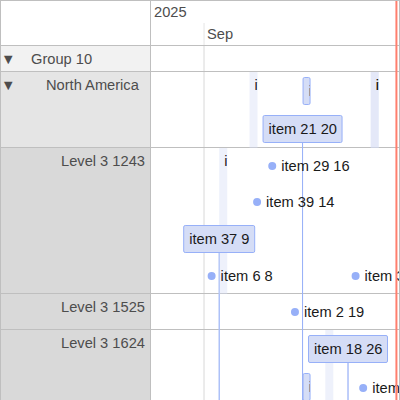 2025
Sep
▼ Group 10
▼ North America
i
i
i
item 21 20
Level 3 1243
i
item 29 16
item 39 14
item 37 9
item 6 8
item
Level 3 1525
item 2 19
Level 3 1624
item 18 26
i
item